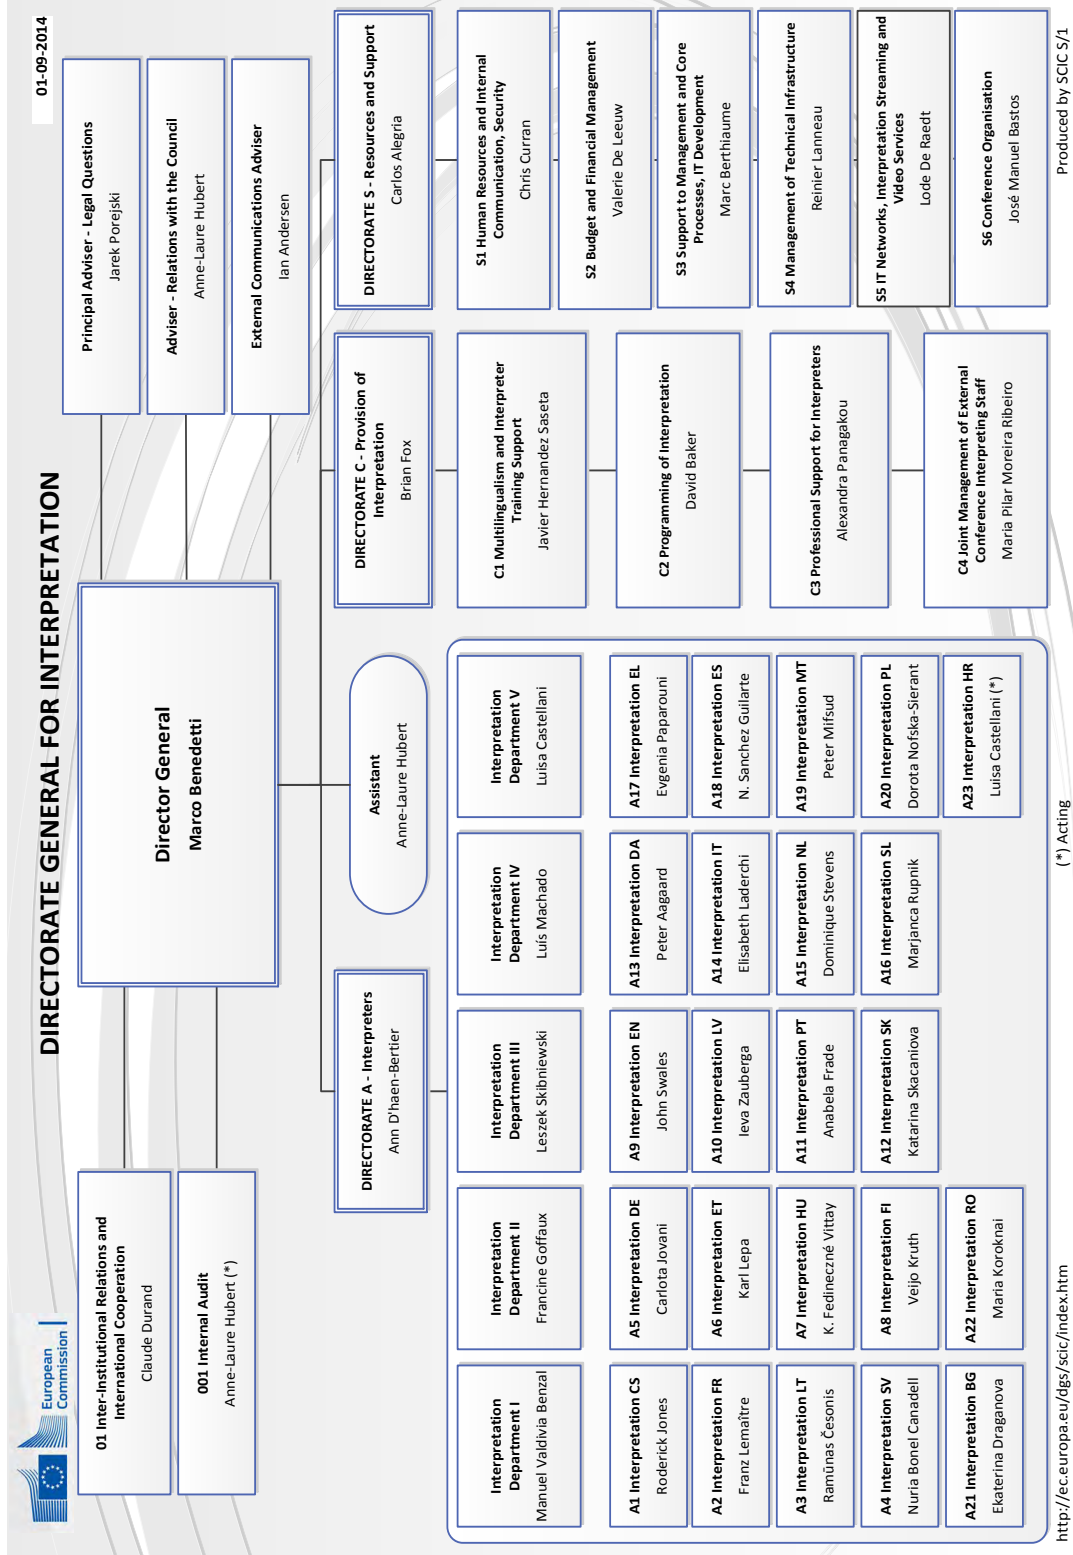 European
Commission
DIRECTORATE GENERAL FOR INTERPRETATION
01-09-2014
01 Inter-Institutional Relations and
International Cooperation
Claude Durand
001 Internal Audit
Anne-Laure Hubert (*)
Director General
Marco Benedetti
Principal Adviser - Legal Questions
Jarek Porejski
Adviser - Relations with the Council
Anne-Laure Hubert
External Communications Adviser
Ian Andersen
Assistant
Anne-Laure Hubert
DIRECTORATE A - Interpreters
Ann D'haen-Bertier
DIRECTORATE C - Provision of
Interpretation
Brian Fox
DIRECTORATE S - Resources and Support
Carlos Alegria
Interpretation
Department I
Manuel Valdivia Benzal
A1 Interpretation CS
Roderick Jones
A2 Interpretation FR
Franz Lemaître
A3 Interpretation LT
Ramūnas Česonis
A4 Interpretation SV
Nuria Bonel Canadell
A21 Interpretation BG
Ekaterina Draganova
Interpretation
Department II
Francine Goffaux
A5 Interpretation DE
Carlota Jovani
A6 Interpretation ET
Karl Lepa
A7 Interpretation HU
K. Fedineczné Vittay
A8 Interpretation FI
Veijo Kruth
A22 Interpretation RO
Maria Koroknai
Interpretation
Department III
Leszek Skibniewski
A9 Interpretation EN
John Swales
A10 Interpretation LV
Ieva Zauberga
A11 Interpretation PT
Anabela Frade
A12 Interpretation SK
Katarina Skacaniova
Interpretation
Department IV
Luís Machado
A13 Interpretation DA
Peter Aagaard
A14 Interpretation IT
Elisabeth Laderchi
A15 Interpretation NL
Dominique Stevens
A16 Interpretation SL
Marjanca Rupnik
Interpretation
Department V
Luisa Castellani
A17 Interpretation EL
Evgenia Paparouni
A18 Interpretation ES
N. Sanchez Guilarte
A19 Interpretation MT
Peter Mifsud
A20 Interpretation PL
Dorota Nofska-Sierant
A23 Interpretation HR
Luisa Castellani (*)
C1 Multilingualism and Interpreter
Training Support
Javier Hernandez Saseta
C2 Programming of Interpretation
David Baker
C3 Professional Support for Interpreters
Alexandra Panagakou
C4 Joint Management of External
Conference Interpreting Staff
Maria Pilar Moreira Ribeiro
S1 Human Resources and Internal
Communication, Security
Chris Curran
S2 Budget and Financial Management
Valerie De Leeuw
S3 Support to Management and Core
Processes, IT Development
Marc Berthiaume
S4 Management of Technical Infrastructure
Reinier Lanneau
S5 IT Networks, Interpretation Streaming and
Video Services
Lode De Raedt
S6 Conference Organisation
José Manuel Bastos
http://ec.europa.eu/dgs/scic/index.htm
(*) Acting
Produced by SCIC S/1